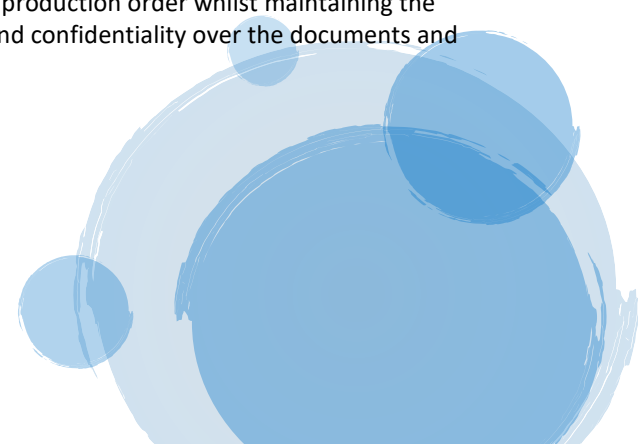 production order whilst maintaining the
nd confidentiality over the documents and